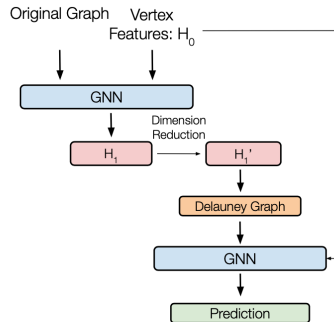 Original Graph
Vertex
Features: H0
GNN
Dimension
Reduction
H1
H1'
Delauney Graph
GNN
Prediction